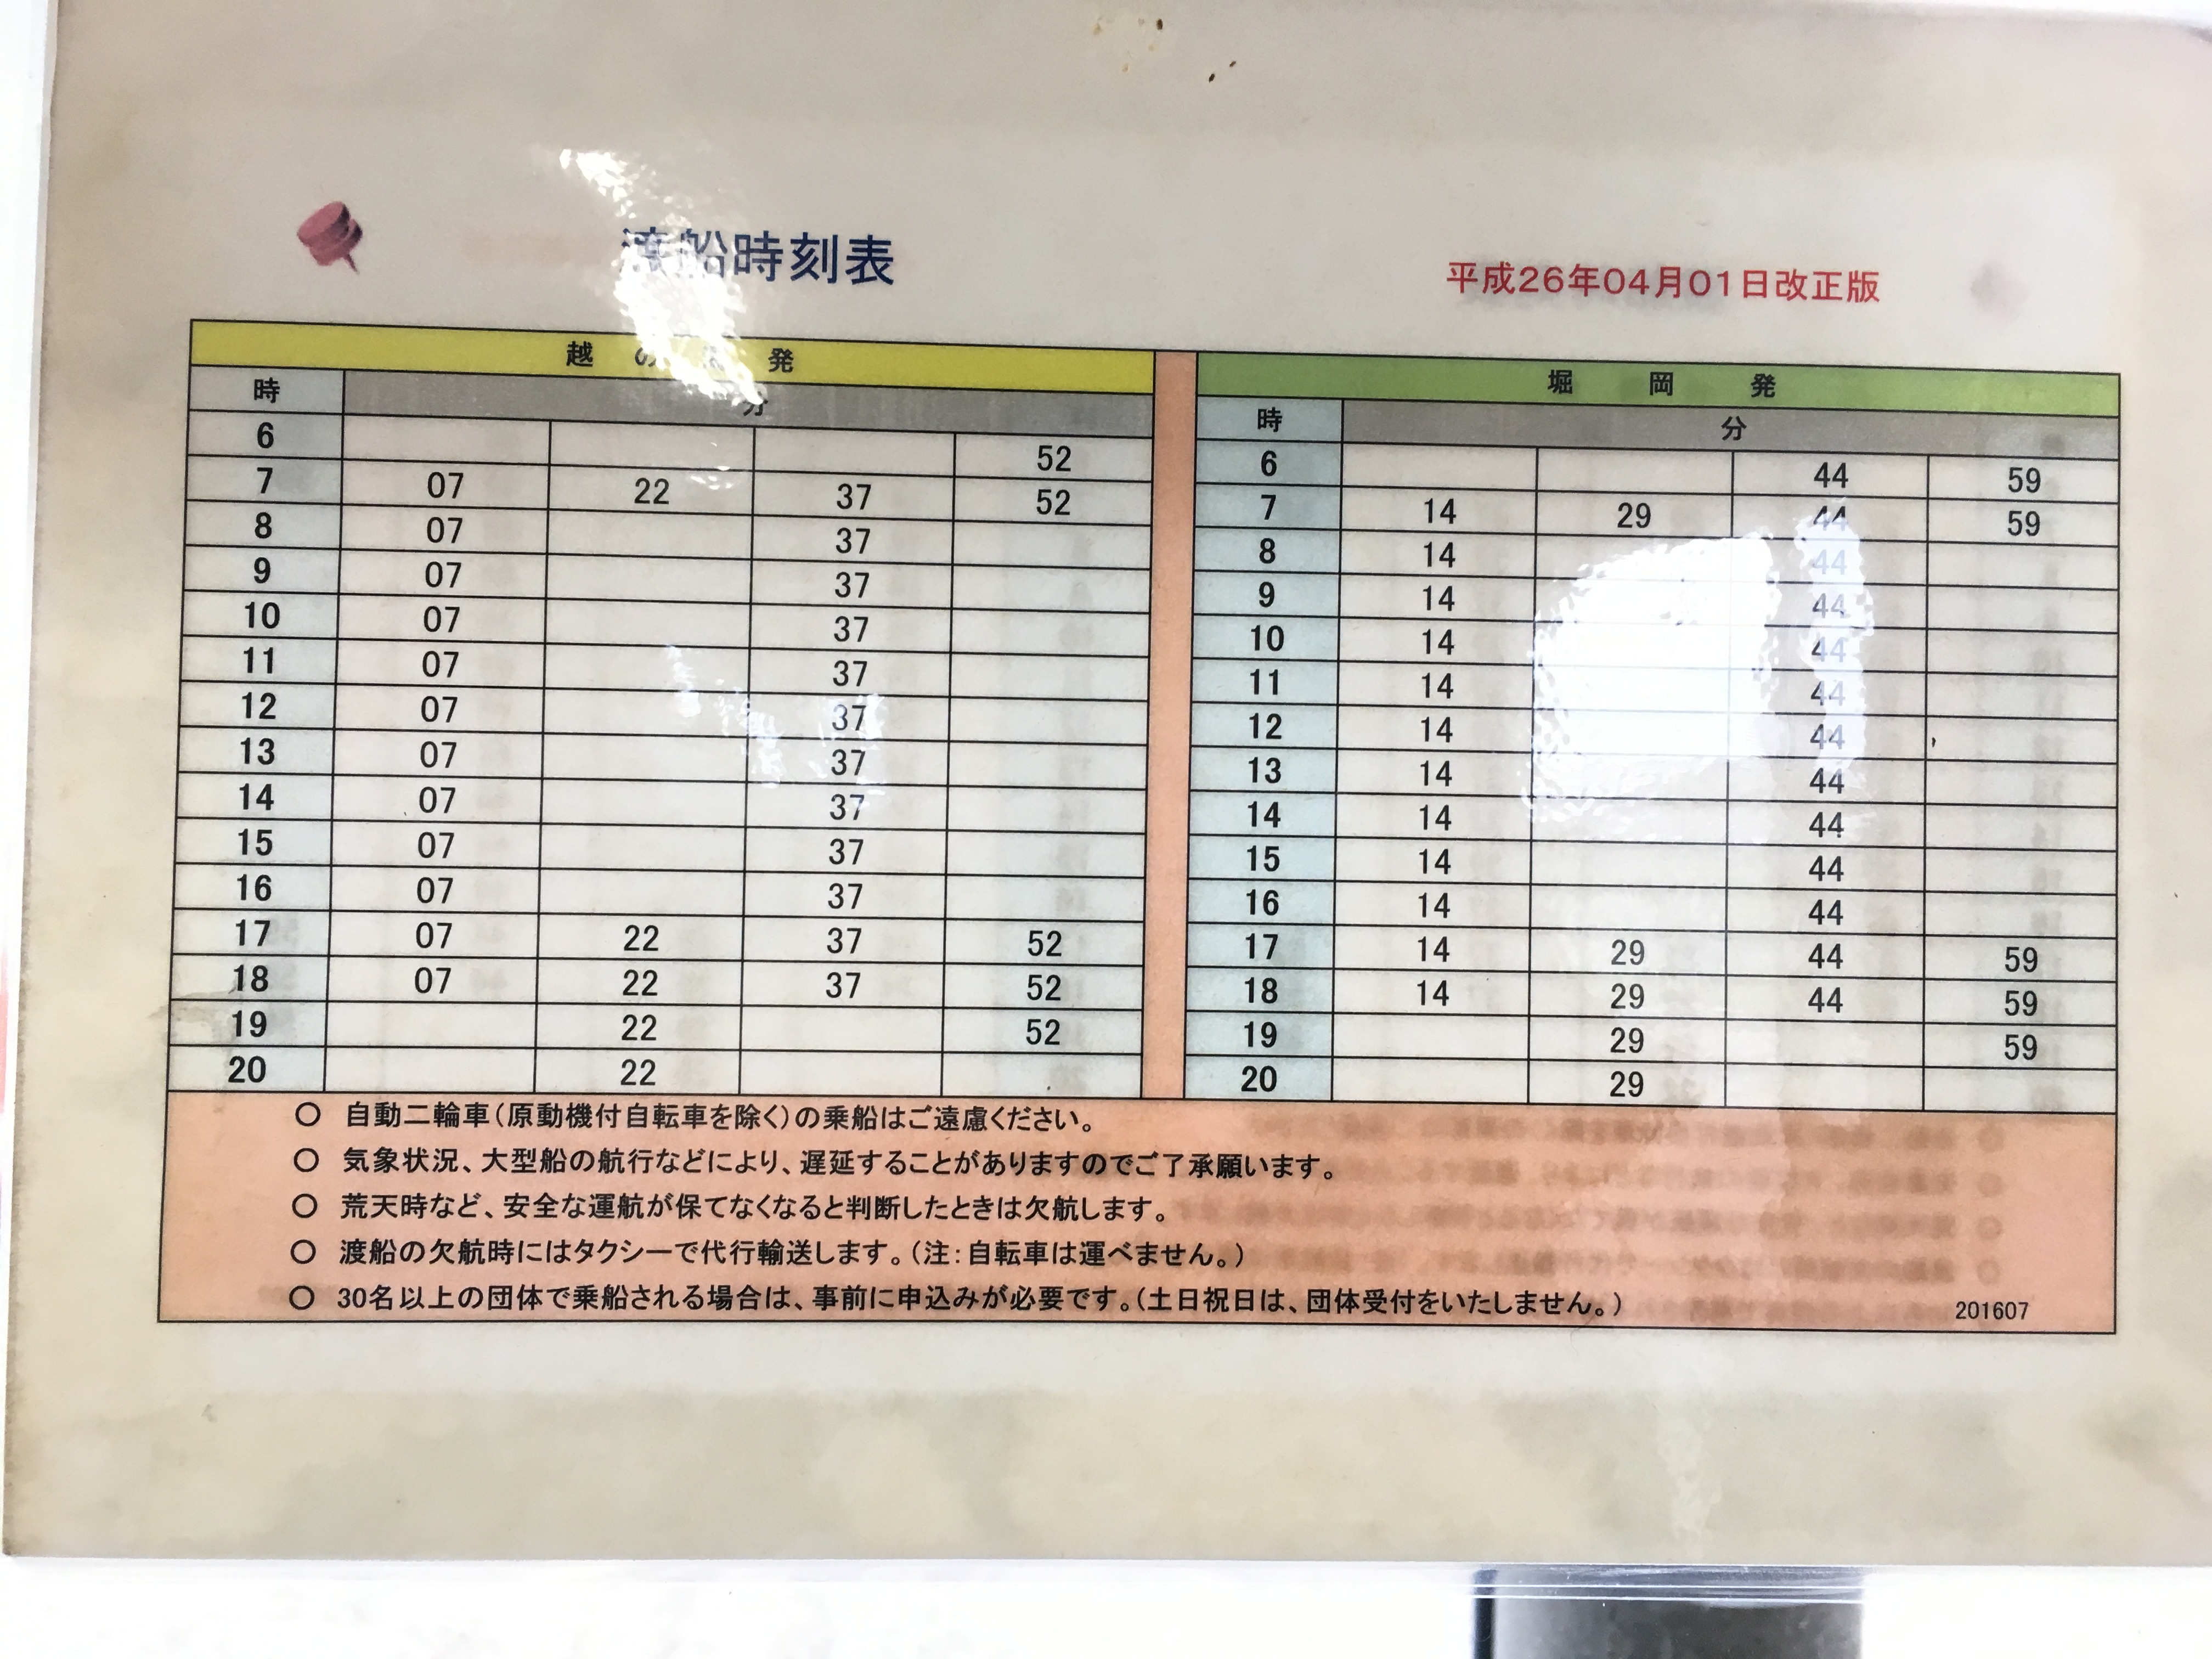 船時刻表
平成26年04月01日改正版
越 の 発
堀 岡 発
時 分
時 分
6 52
7 07 22 37 52
8 07 37
9 07 37
10 07 37
11 07 37
12 07 37
13 07 37
14 07 37
15 07 37
16 07 37
17 07 22 37 52
18 07 22 37 52
19 22 52
20 22
6 44 59
7 14 29 44 59
8 14 44
9 14 44
10 14 44
11 14 44
12 14 44
13 14 44
14 14 44
15 14 44
16 14 44
17 14 29 44 59
18 14 29 44 59
19 29 59
20 29
○ 自動二輪車(原動機付自転車を除く)の乗船はご遠慮ください。
○ 気象状況、大型船の航行などにより、遅延することがありますのでご了承願います。
○ 荒天時など、安全な運航が保てなくなると判断したときは欠航します。
○ 渡船の欠航時にはタクシーで代行輸送します。(注:自転車は運べません。)
○ 30名以上の団体で乗船される場合は、事前に申込みが必要です。(土日祝日は、団体受付をいたしません。)
201607